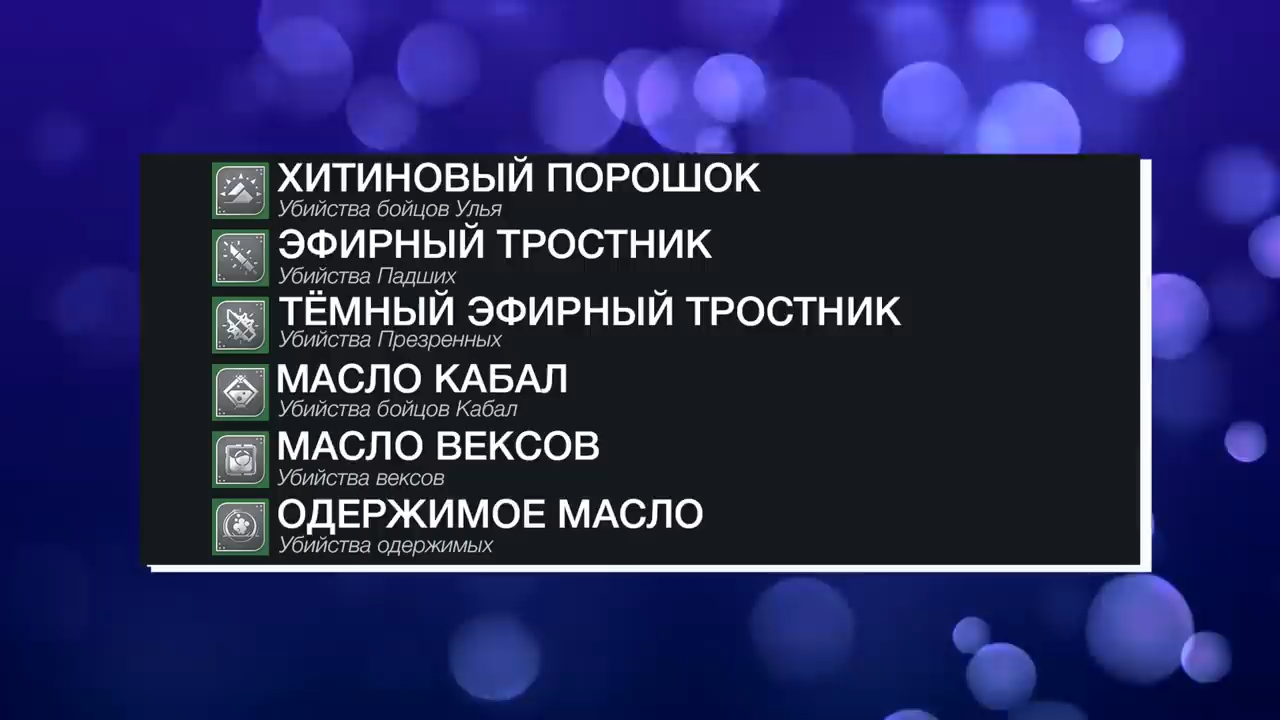 ХИТИНОВЫЙ ПОРОШОК
Убийства бойцов Улья
ЭФИРНЫЙ ТРОСТНИК
Убийства Падших
ТЁМНЫЙ ЭФИРНЫЙ ТРОСТНИК
Убийства Презренных
МАСЛО КАБАЛ
Убийства бойцов Кабал
МАСЛО ВЕКСОВ
Убийства вексов
ОДЕРЖИМОЕ МАСЛО
Убийства одержимых